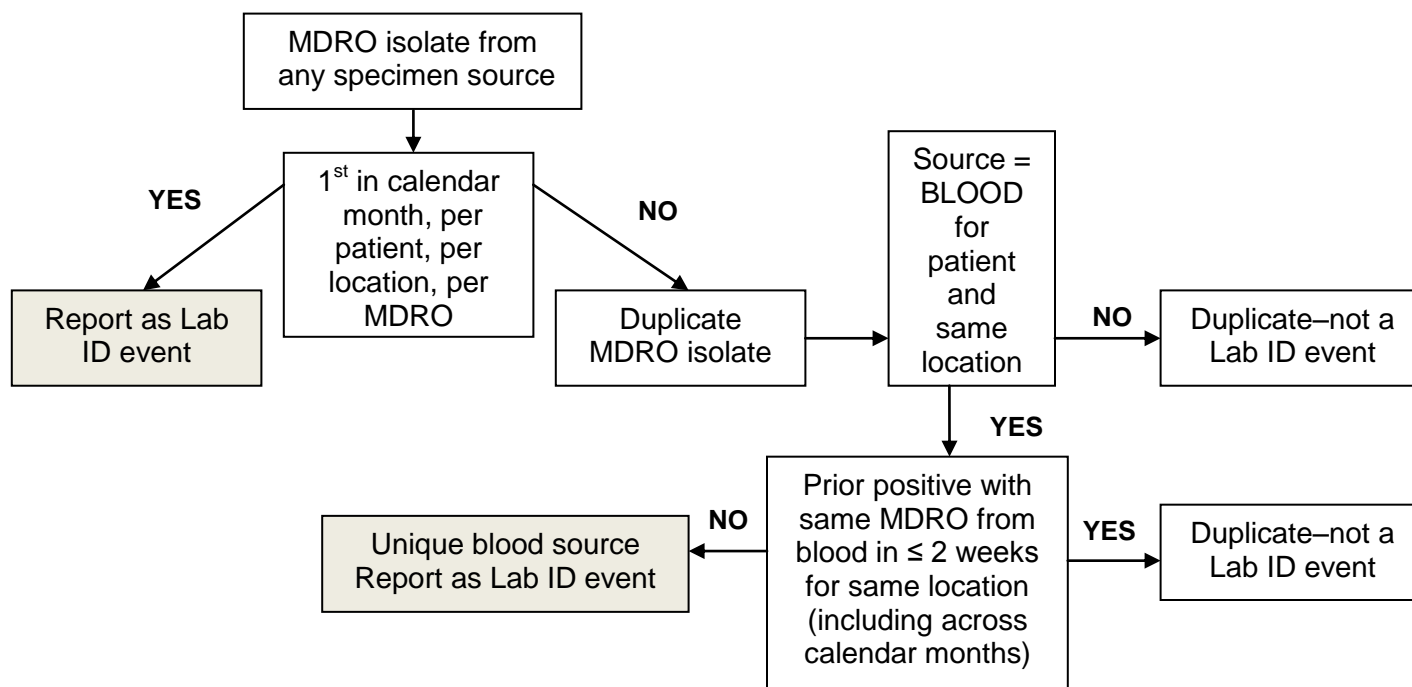 MDRO isolate from
any specimen source
YES
1st in calendar
month, per
patient, per
location, per
MDRO
NO
Report as Lab
ID event
Duplicate
MDRO isolate
Source =
BLOOD
for
patient
and
same
location
NO
Duplicate–not a
Lab ID event
YES
Prior positive with
same MDRO from
blood in ≤ 2 weeks
for same location
(including across
calendar months)
NO
Unique blood source
Report as Lab ID event
YES
Duplicate–not a
Lab ID event